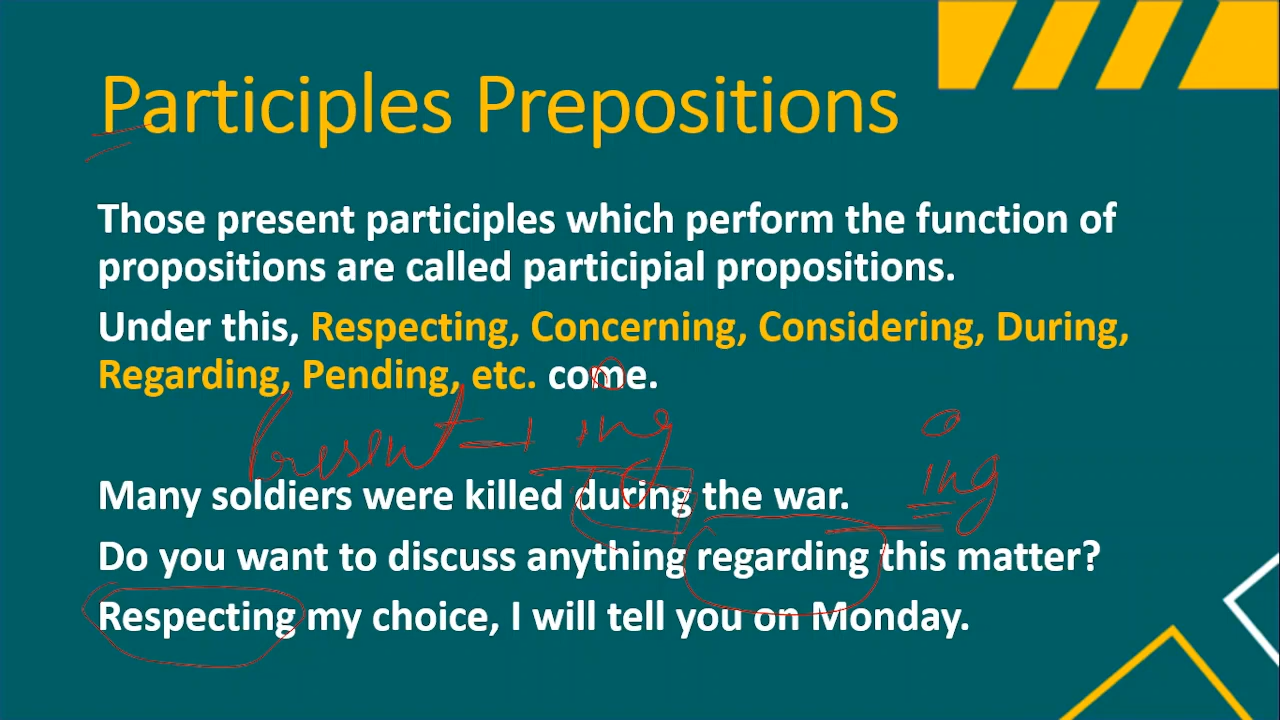 Participles Prepositions
Those present participles which perform the function of
propositions are called participial propositions.
Under this, Respecting, Concerning, Considering, During,
Regarding, Pending, etc. come.
Present - ing
ing
Many soldiers were killed during the war.
Do you want to discuss anything regarding this matter?
Respecting my choice, I will tell you on Monday.